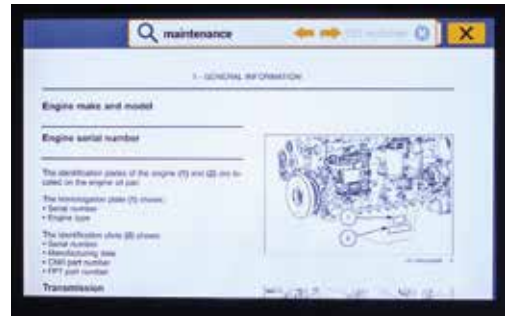 maintenance
1 - GENERAL INFORMATION
Engine make and model
Engine serial number
The identification plates of the engine (1) and (2) are lo-
cated on the engine oil pan.
The homologation plate (1) shows:
• Serial number
• Engine type
The identification plate (2) shows:
• Serial number
• Manufacturing date
• CNH part number
• FPT part number
Transmission